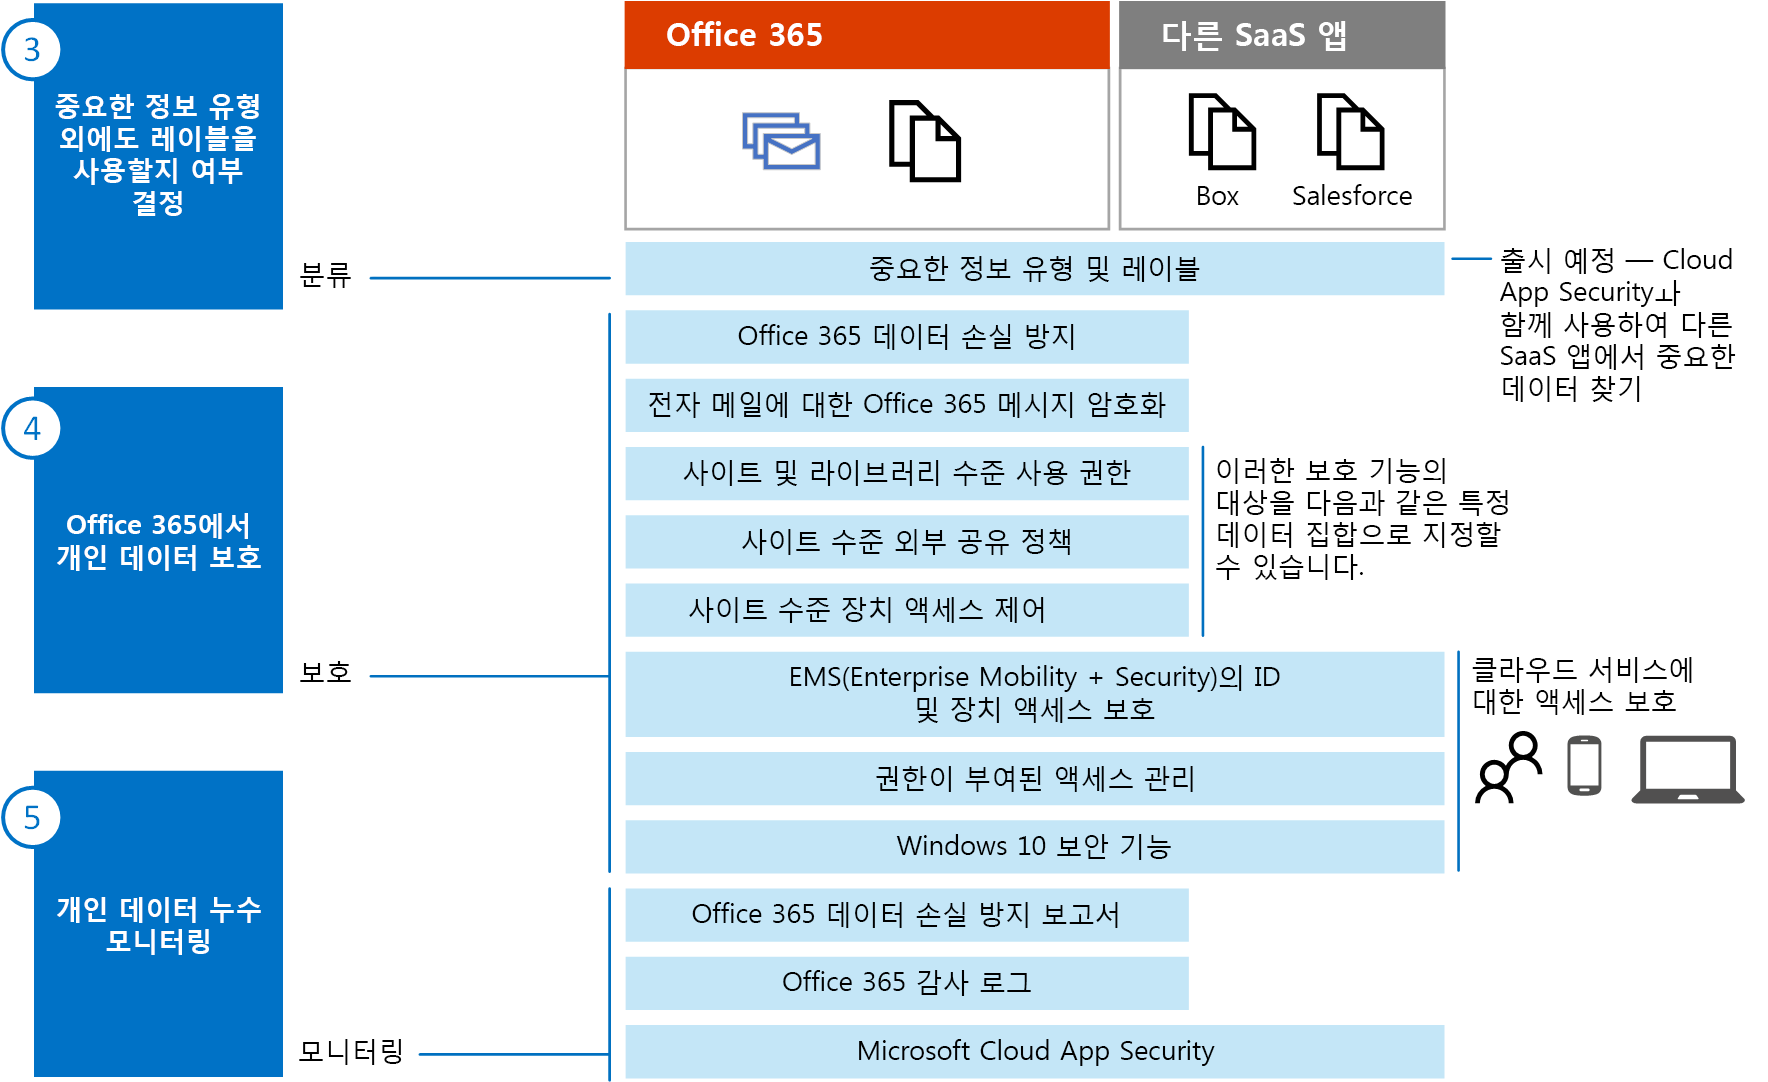 3
중요한 정보 유형
외에도 레이블을
사용할지 여부
결정
Office 365
다른 SaaS 앱
Box
Salesforce
분류
중요한 정보 유형 및 레이블
출시 예정 — Cloud
App Security과
함께 사용하여 다른
SaaS 앱에서 중요한
데이터 찾기
4
Office 365에서
개인 데이터 보호
보호
Office 365 데이터 손실 방지
전자 메일에 대한 Office 365 메시지 암호화
사이트 및 라이브러리 수준 사용 권한
사이트 수준 외부 공유 정책
사이트 수준 장치 액세스 제어
이러한 보호 기능의
대상을 다음과 같은 특정
데이터 집합으로 지정할
수 있습니다.
EMS(Enterprise Mobility + Security)의 ID
및 장치 액세스 보호
권한이 부여된 액세스 관리
Windows 10 보안 기능
클라우드 서비스에
대한 액세스 보호
5
개인 데이터 누수
모니터링
모니터링
Office 365 데이터 손실 방지 보고서
Office 365 감사 로그
Microsoft Cloud App Security